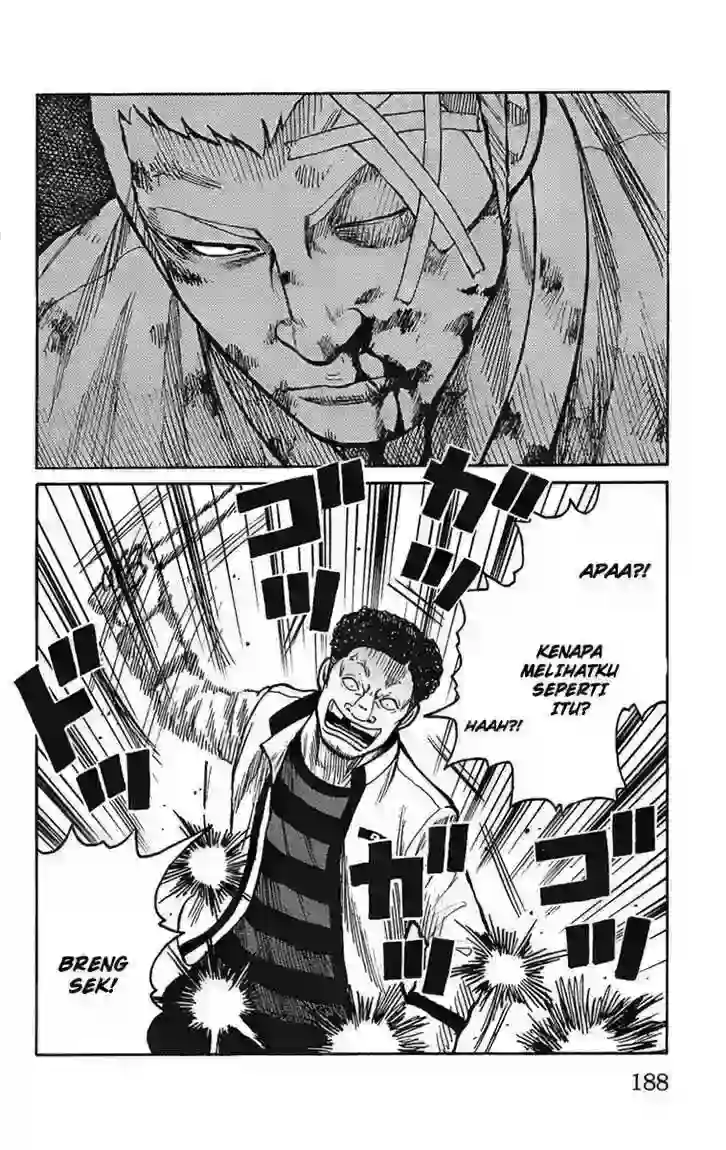 ガッ
ゴッ
APAA?!
KENAPA
MELIHATKU
SEPERTI
ITU?
HAAH?!
ドッ
ガッ
ゴッ
BRENG
SEK!
188